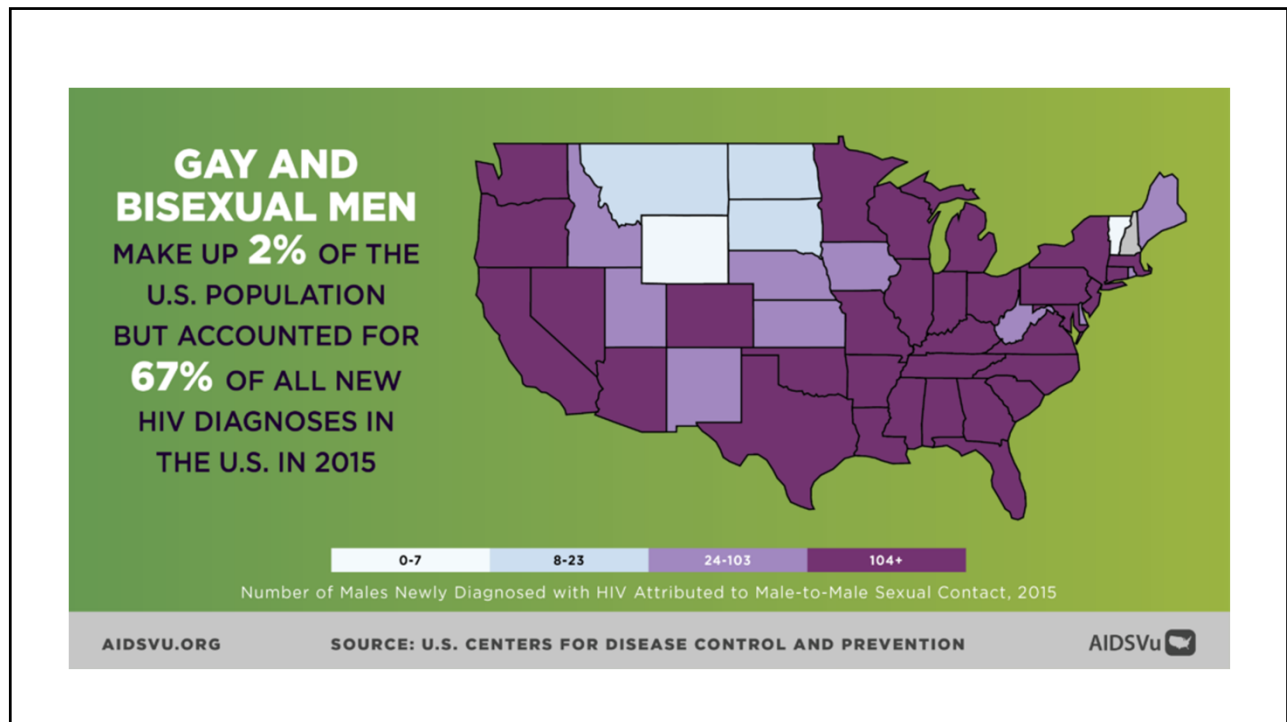 GAY AND
BISEXUAL MEN
MAKE UP 2% OF THE
U.S. POPULATION
BUT ACCOUNTED FOR
67% OF ALL NEW
HIV DIAGNOSES IN
THE U.S. IN 2015
0-7 8-23 24-103 104+
Number of Males Newly Diagnosed with HIV Attributed to Male-to-Male Sexual Contact, 2015
AIDSVU.ORG SOURCE: U.S. CENTERS FOR DISEASE CONTROL AND PREVENTION AIDSVu